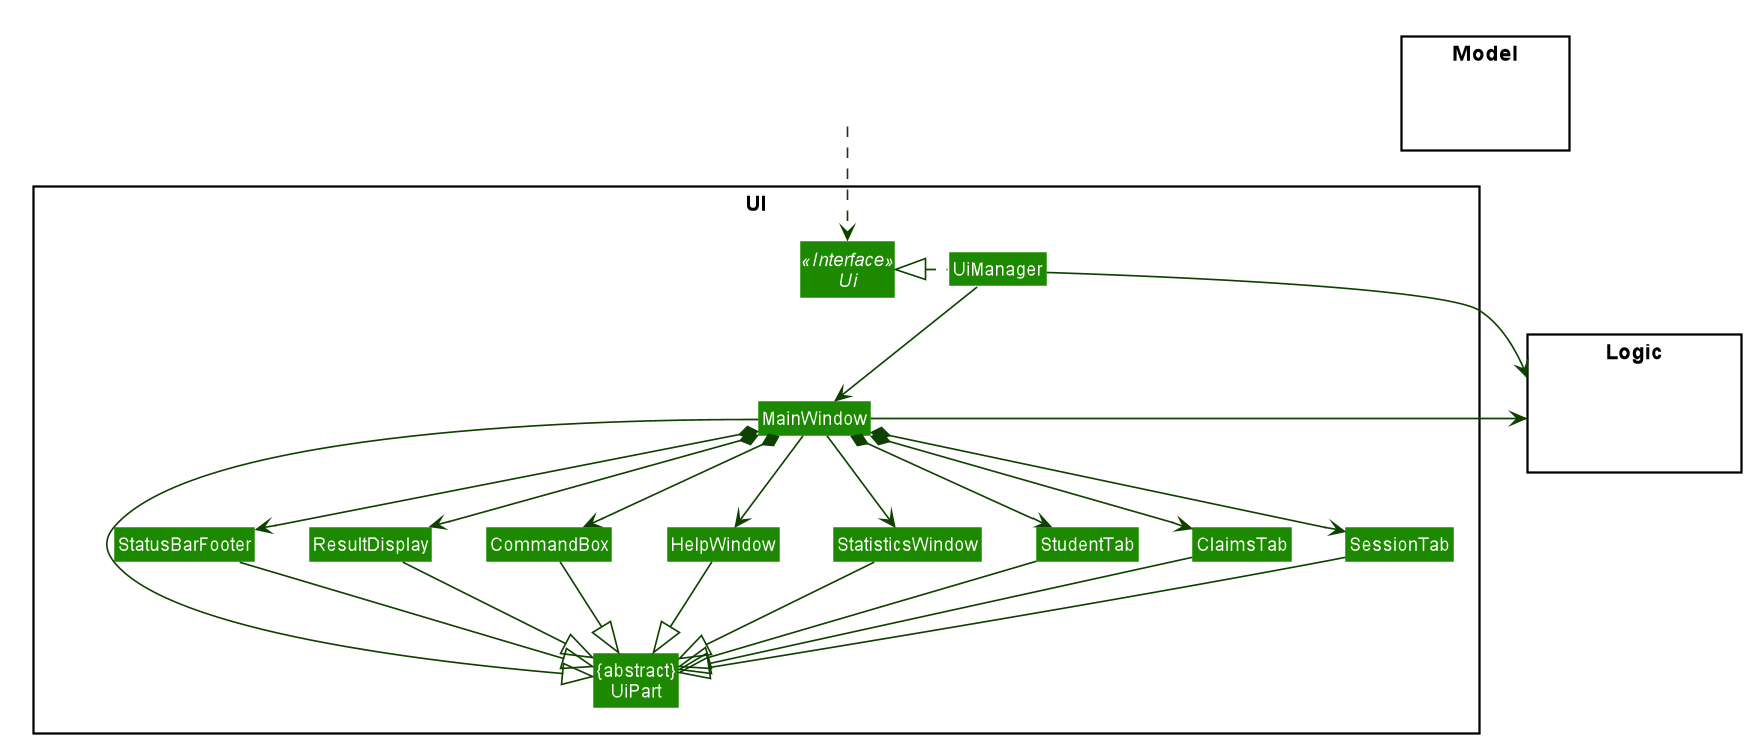 Model
UI
«Interface»
Ui
UiManager
Logic
MainWindow
StatusBarFooter
ResultDisplay
CommandBox
HelpWindow
StatisticsWindow
StudentTab
ClaimsTab
SessionTab
{abstract}
UiPart